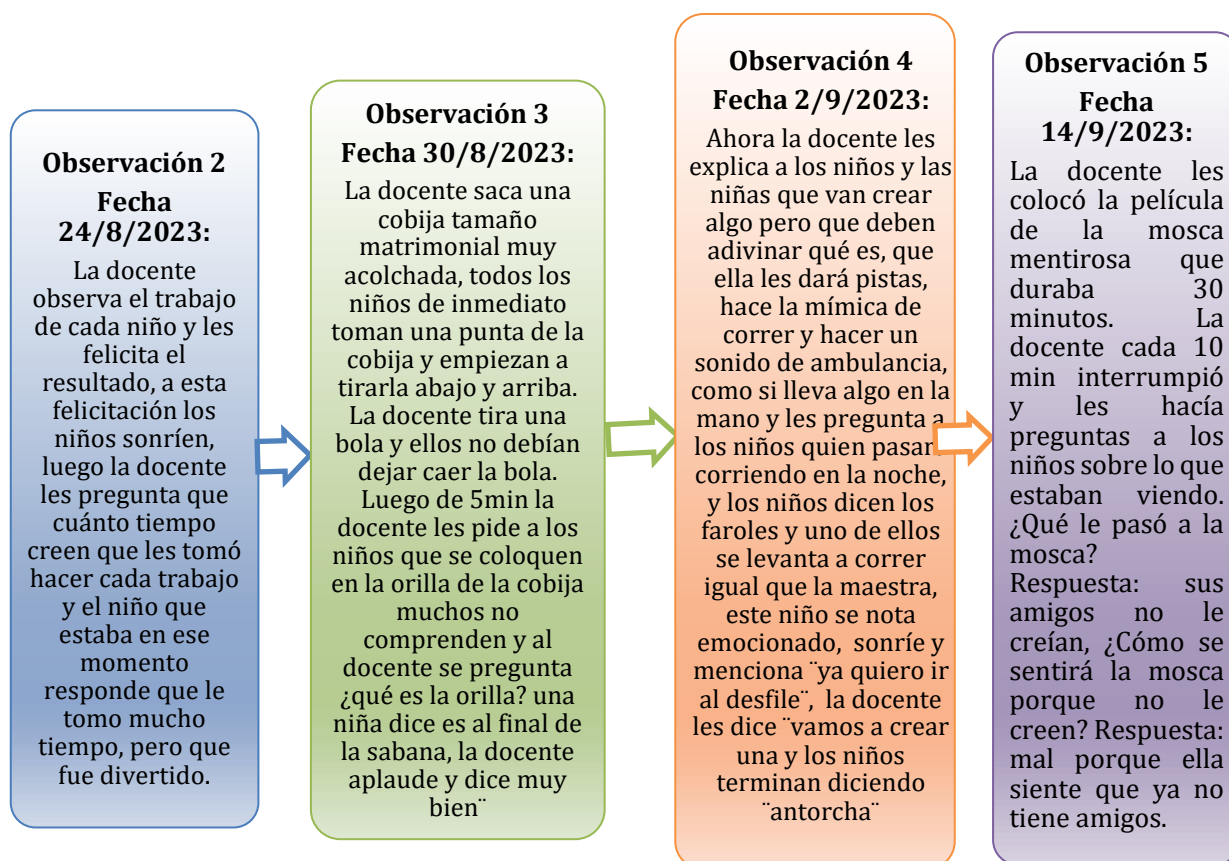 Observación 2
Fecha
24/8/2023:
La docente
observa el trabajo
de cada niño y les
felicita el
resultado, a esta
felicitación los
niños sonríen,
luego la docente
les pregunta que
cuánto tiempo
creen que les tomó
hacer cada trabajo
y el niño que
estaba en ese
momento
responde que le
tomo mucho
tiempo, pero que
fue divertido.
Observación 3
Fecha 30/8/2023:
La docente saca una
cobija tamaño
matrimonial muy
acolchada, todos los
niños de inmediato
toman una punta de la
cobija y empiezan a
tirarla abajo y arriba.
La docente tira una
bola y ellos no debían
dejar caer la bola.
Luego de 5min la
docente les pide a los
niños que se coloquen
en la orilla de la cobija
muchos no
comprenden y al
docente se pregunta
¿qué es la orilla? una
niña dice es al final de
la sabana, la docente
aplaude y dice muy
bien¨
Observación 4
Fecha 2/9/2023:
Ahora la docente les
explica a los niños y las
niñas que van crear
algo pero que deben
adivinar qué es, que
ella les dará pistas,
hace la mímica de
correr y hacer un
sonido de ambulancia,
como si lleva algo en la
mano y les pregunta a
los niños quien pasan
corriendo en la noche,
y los niños dicen los
faroles y uno de ellos
se levanta a correr
igual que la maestra,
este niño se nota
emocionado, sonríe y
menciona ¨ya quiero ir
al desfile¨, la docente
les dice ¨vamos a crear
una y los niños
terminan diciendo
¨antorcha¨
Observación 5
Fecha
14/9/2023:
La docente les
colocó la película
de la mosca
mentirosa que
duraba 30
minutos. La
docente cada 10
min interrumpió
y les hacía
preguntas a los
niños sobre lo que
estaban viendo.
¿Qué le pasó a la
mosca?
Respuesta: sus
amigos no le
creían, ¿Cómo se
sentirá la mosca
porque no le
creen? Respuesta:
mal porque ella
siente que ya no
tiene amigos.